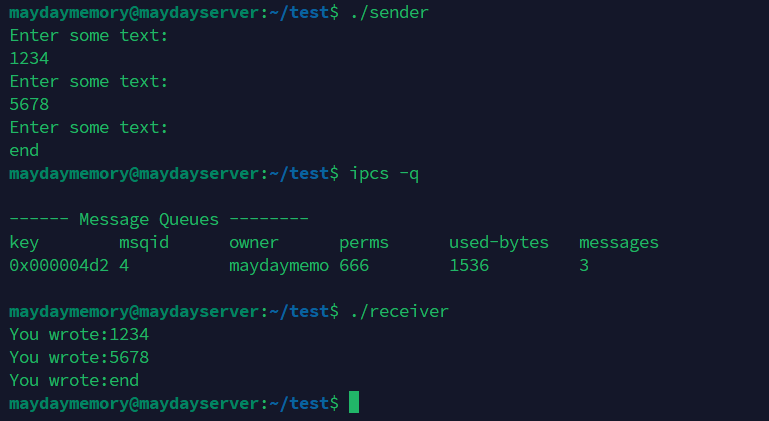 maydaymemory@maydayserver:~/test$ ./sender
Enter some text:
1234
Enter some text:
5678
Enter some text:
end
maydaymemory@maydayserver:~/test$ ipcs -q
------ Message Queues --------
key        msqid      owner      perms      used-bytes   messages
0x000004d2 4          maydaymemo 666        1536         3
maydaymemory@maydayserver:~/test$ ./receiver
You wrote:1234
You wrote:5678
You wrote:end
maydaymemory@maydayserver:~/test$